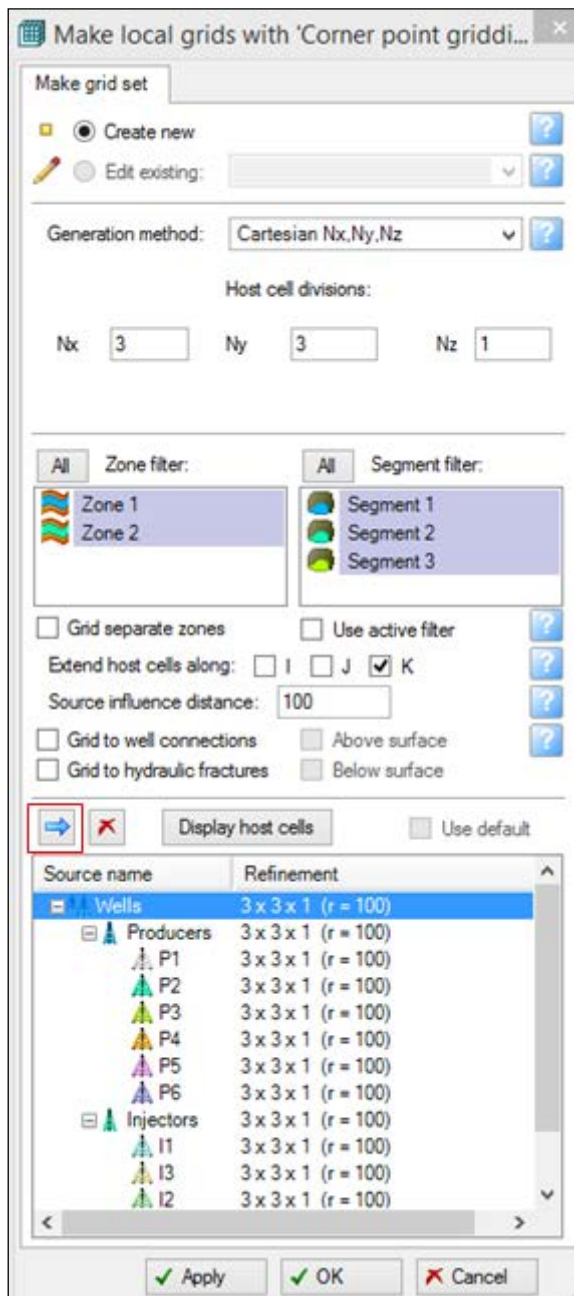 Make local grids with 'Corner point griddi...
Make grid set
Create new
Edit existing:
Generation method: Cartesian Nx,Ny,Nz
Host cell divisions:
Nx 3 Ny 3 Nz 1
All Zone filter: All Segment filter:
Zone 1 Segment 1
Zone 2 Segment 2
Segment 3
Grid separate zones Use active filter
Extend host cells along: I J K
Source influence distance: 100
Grid to well connections Above surface
Grid to hydraulic fractures Below surface
Display host cells Use default
Source name Refinement
Wells 3 x 3 x 1 (r = 100)
Producers 3 x 3 x 1 (r = 100)
P1 3 x 3 x 1 (r = 100)
P2 3 x 3 x 1 (r = 100)
P3 3 x 3 x 1 (r = 100)
P4 3 x 3 x 1 (r = 100)
P5 3 x 3 x 1 (r = 100)
P6 3 x 3 x 1 (r = 100)
Injectors 3 x 3 x 1 (r = 100)
I1 3 x 3 x 1 (r = 100)
I3 3 x 3 x 1 (r = 100)
I2 3 x 3 x 1 (r = 100)
Apply OK Cancel